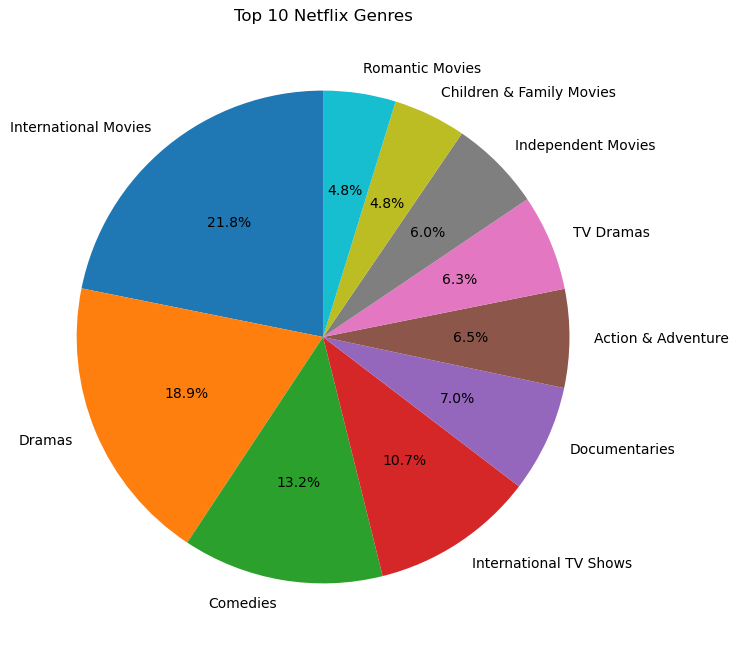 Top 10 Netflix Genres
Romantic Movies
Children & Family Movies
International Movies
Independent Movies
4.8%
4.8%
21.8%
6.0%
TV Dramas
6.3%
6.5%
Action & Adventure
18.9%
7.0%
Dramas
Documentaries
10.7%
13.2%
International TV Shows
Comedies